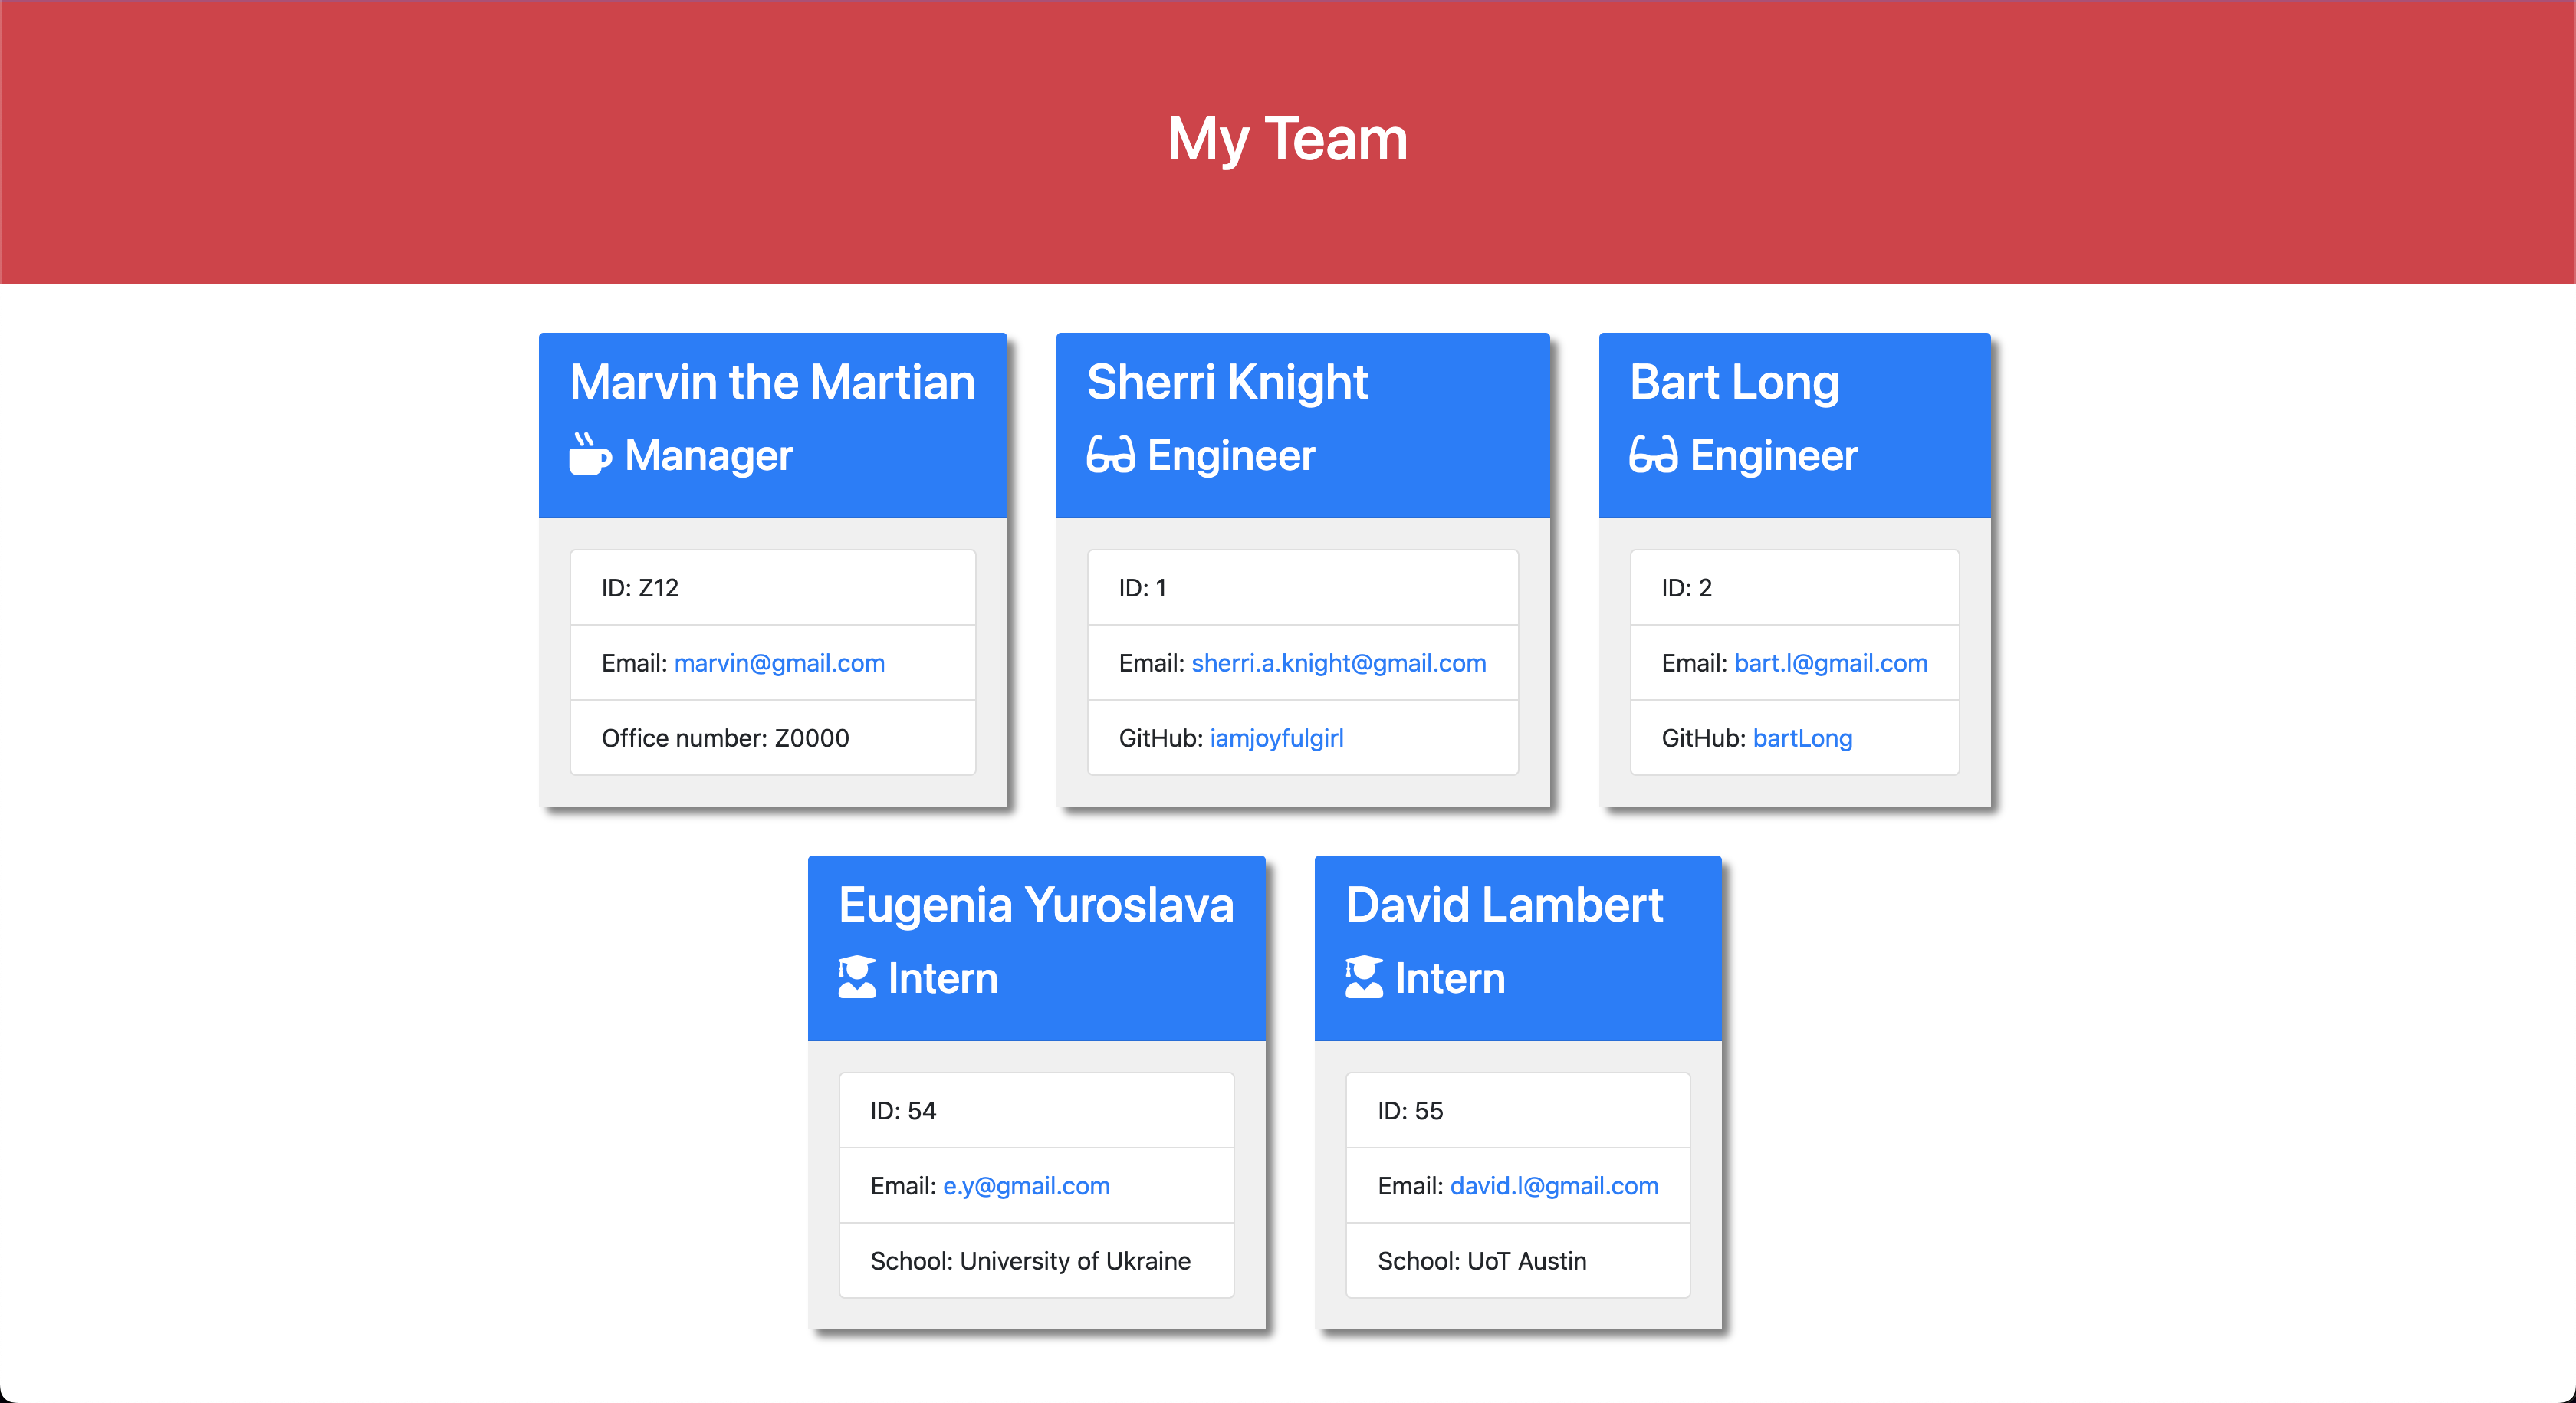 My Team
Marvin the Martian
Manager
ID: Z12
Email: marvin@gmail.com
Office number: Z0000
Sherri Knight
Engineer
ID: 1
Email: sherri.a.knight@gmail.com
GitHub: iamjoyfulgirl
Bart Long
Engineer
ID: 2
Email: bart.l@gmail.com
GitHub: bartLong
Eugenia Yuroslava
Intern
ID: 54
Email: e.y@gmail.com
School: University of Ukraine
David Lambert
Intern
ID: 55
Email: david.l@gmail.com
School: UoT Austin